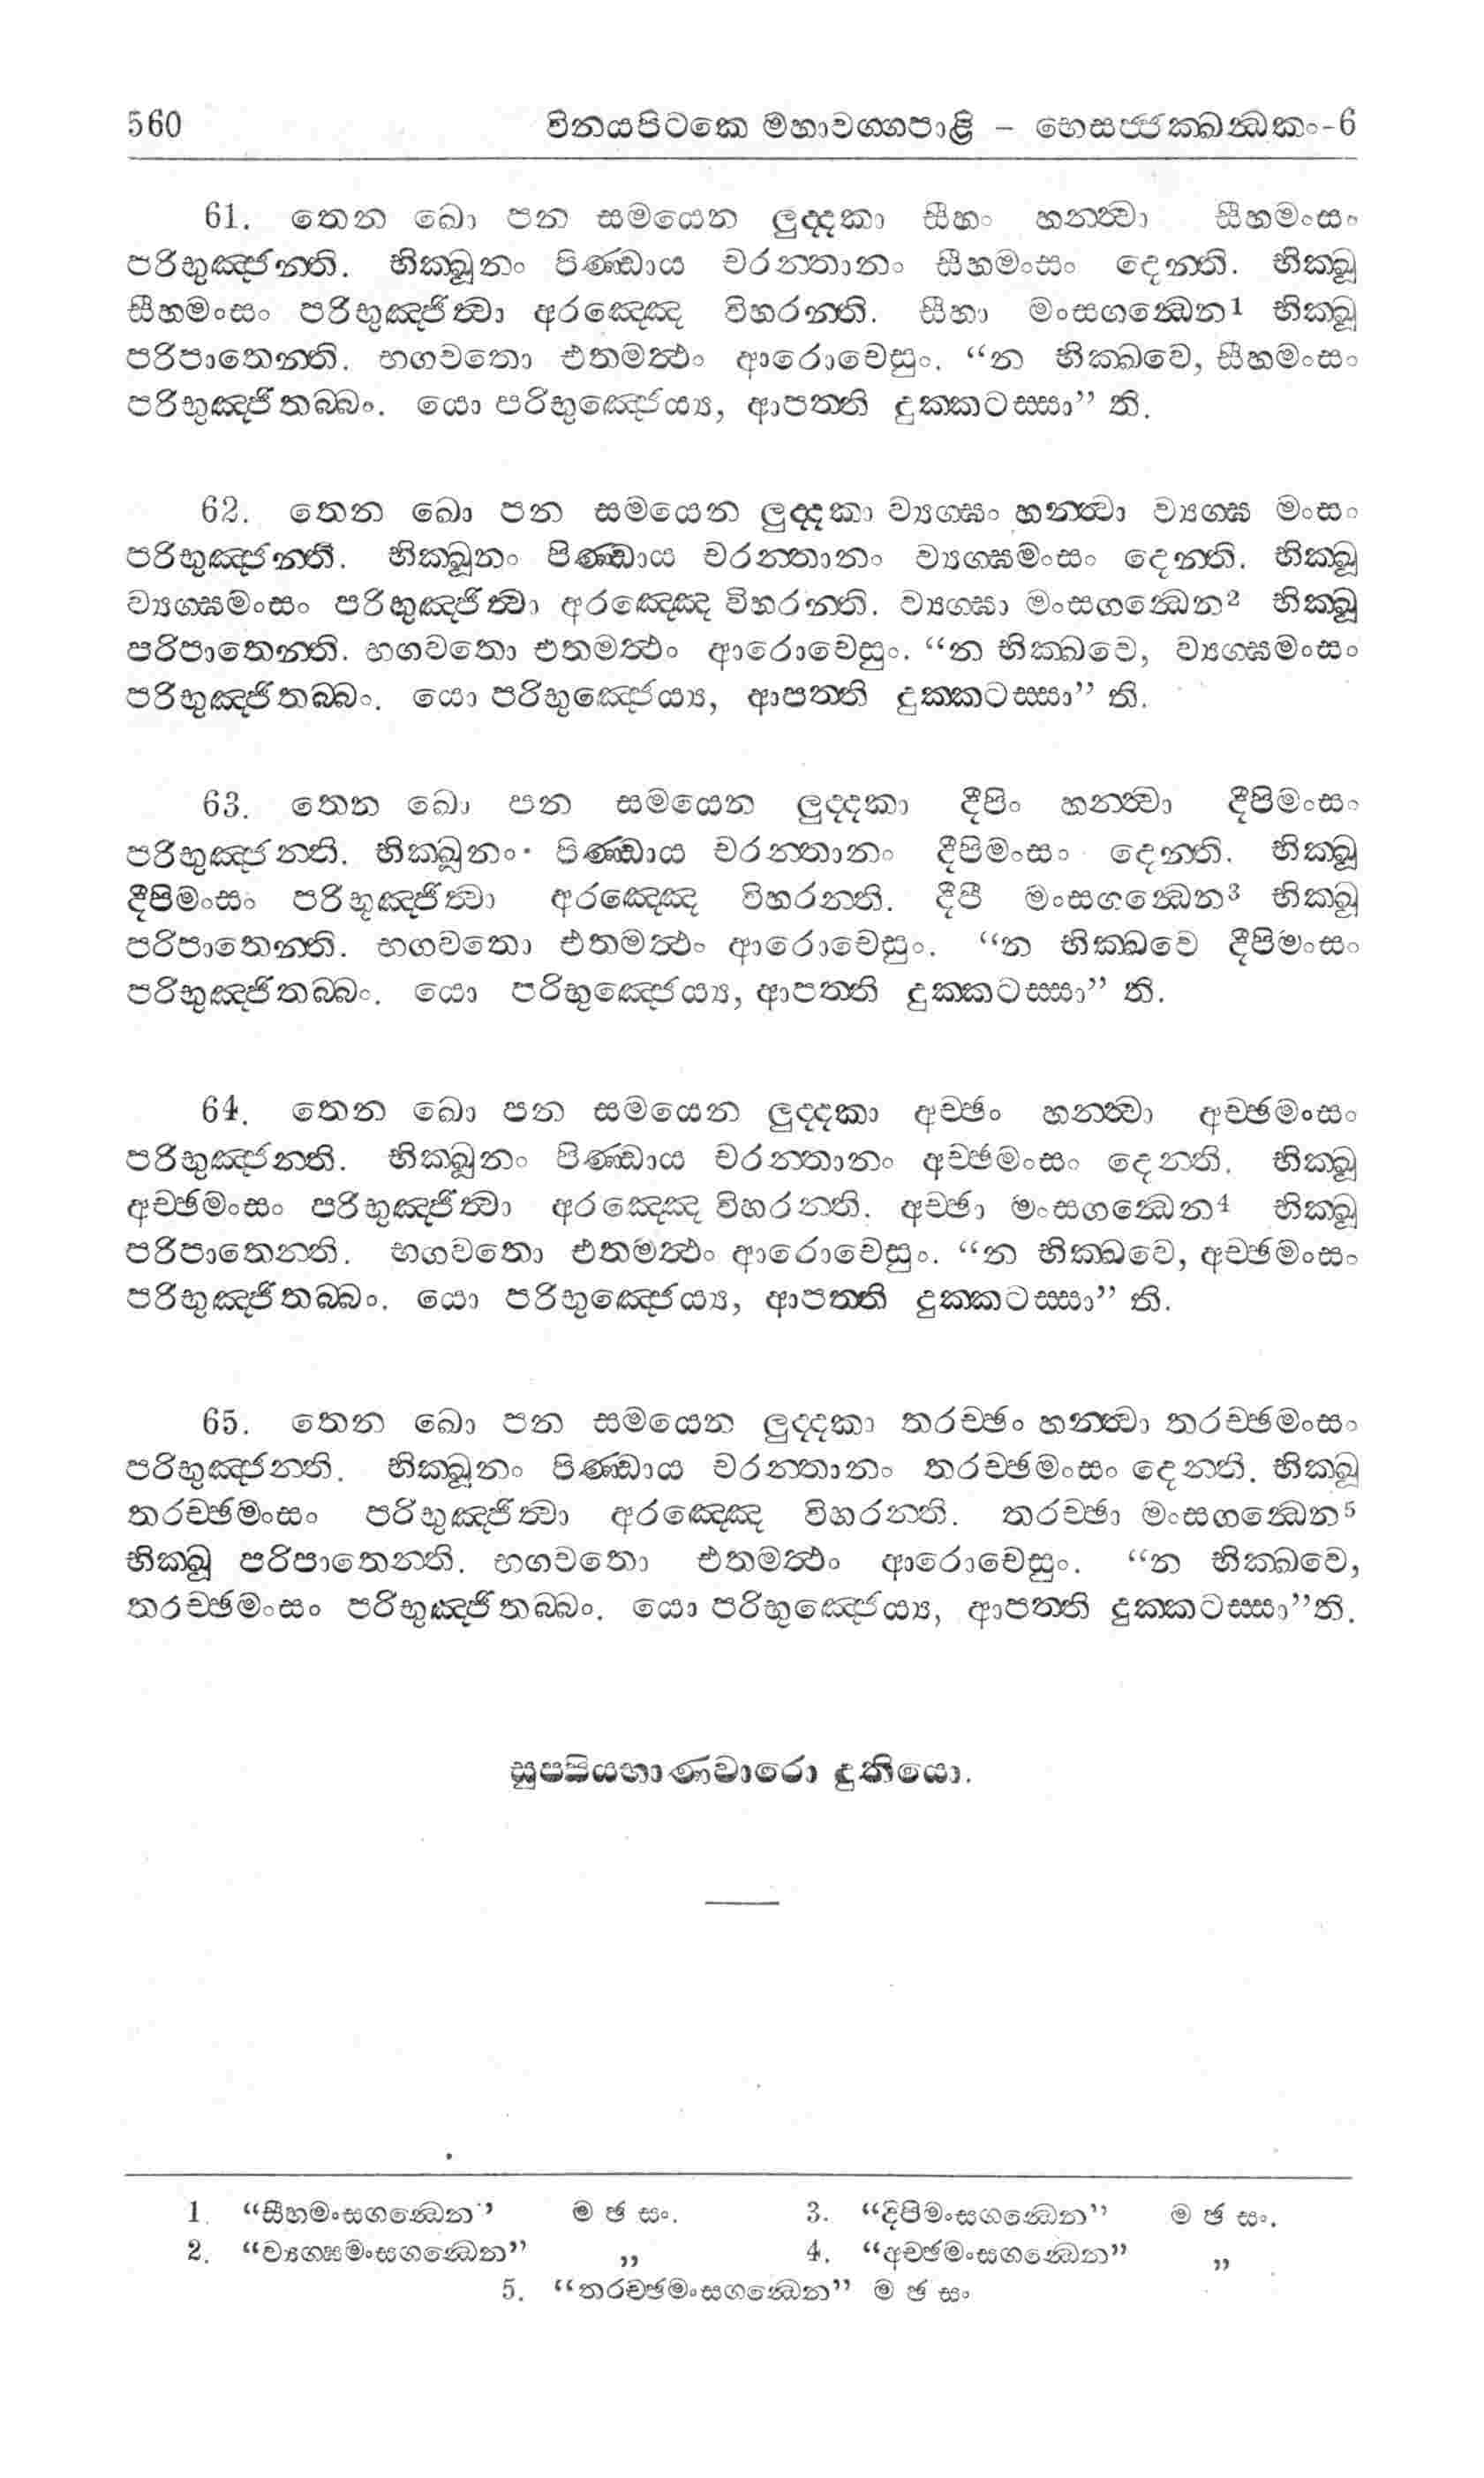 560 විනයපිටකෙ මහාවග්ගපාළි – භෙසජ්ජක්ඛන්ධකං-6
61. තෙන ඛො පන සමයෙන ලුද්දකා සීහං හන්ත්වා සීහමංසං
පරිභුඤ්ජන්ති. භික්ඛූනං පිණ්ඩාය චරන්තානං සීහමංසං දෙන්ති. භික්ඛූ
සීහමංසං පරිභුඤ්ජිත්වා අරඤ්ඤෙ විහරන්ති. සීහා මංසගන්ධෙන1 භික්ඛූ
පරිපාතෙන්ති. භගවතො එතමත්ථං ආරොචෙසුං. “න භික්ඛවෙ, සීහමංසං
පරිභුඤ්ජිතබ්බං. යො පරිභුඤ්ජෙය්‍ය, ආපත්ති දුක්කටස්සා” ති.
62. තෙන ඛො පන සමයෙන ලුද්දකා ව්‍යග්ඝං හන්ත්වා ව්‍යග්ඝ මංසං
පරිභුඤ්ජන්ති. භික්ඛූනං පිණ්ඩාය චරන්තානං ව්‍යග්ඝමංසං දෙන්ති. භික්ඛූ
ව්‍යග්ඝමංසං පරිභුඤ්ජිත්වා අරඤ්ඤෙ විහරන්ති. ව්‍යග්ඝා මංසගන්ධෙන2 භික්ඛූ
පරිපාතෙන්ති. භගවතො එතමත්ථං ආරොචෙසුං. “න භික්ඛවෙ, ව්‍යග්ඝමංසං
පරිභුඤ්ජිතබ්බං. යො පරිභුඤ්ජෙය්‍ය, ආපත්ති දුක්කටස්සා” ති.
63. තෙන ඛො පන සමයෙන ලුද්දකා දීපිං හන්ත්වා දීපිමංසං
පරිභුඤ්ජන්ති. භික්ඛූනං පිණ්ඩාය චරන්තානං දීපිමංසං දෙන්ති. භික්ඛූ
දීපිමංසං පරිභූඤ්ජිත්වා අරඤ්ඤෙ විහරන්ති. දීපී මංසගන්ධෙන3 භික්ඛූ
පරිපාතෙන්ති. භගවතො එතමත්ථං ආරොචෙසුං. “න භික්ඛවෙ දීපිමංසං
පරිභුඤ්ජිතබ්බං. යො පරිභුඤ්ජෙය්‍ය, ආපත්ති දුක්කටස්සා” ති.
64. තෙන ඛො පන සමයෙන ලුද්දකා අච්ඡං හන්ත්වා අච්ඡමංසං
පරිභුඤ්ජන්ති. භික්ඛූනං පිණ්ඩාය චරන්තානං අච්ඡමංසං දෙන්ති. භික්ඛූ
අච්ඡමංසං පරිභුඤ්ජිත්වා අරඤ්ඤෙ විහරන්ති. අච්ඡා මංසගන්ධෙන4 භික්ඛූ
පරිපාතෙන්ති. භගවතො එතමත්ථං ආරොචෙසුං. “න භික්ඛවෙ, අච්ඡමංසං
පරිභුඤ්ජිතබ්බං. යො පරිභුඤ්ජෙය්‍ය, ආපත්ති දුක්කටස්සා” ති.
65. තෙන ඛො පන සමයෙන ලුද්දකා තරච්ඡං හන්ත්වා තරච්ඡමංසං
පරිභුඤ්ජන්ති. භික්ඛූනං පිණ්ඩාය චරන්තානං තරච්ඡමංසං දෙන්ති. භික්ඛූ
තරච්ඡමංසං පරිභුඤ්ජිත්වා අරඤ්ඤෙ විහරන්ති. තරච්ඡා මංසගන්ධෙන5
භික්ඛූ පරිපාතෙන්ති. භගවතො එතමත්ථං ආරොචෙසුං. “න භික්ඛවෙ,
තරච්ඡමංසං පරිභුඤ්ජිතබ්බං. යො පරිභුඤ්ජෙය්‍ය, ආපත්ති දුක්කටස්සා”ති.
සුප්පියභාණවාරො දුතියො.
1. “සීහමංසගන්ධෙන” ම ඡ සං. 3. “දිපිමංසගන්ධෙන” ම ඡ සං.
2. “ව්‍යග්ඝමංසගන්ධෙන” ,, 4. “අච්ඡමංසගන්ධෙන” ,,
5. “තරච්ඡමංසගන්ධෙන” ම ඡ සං